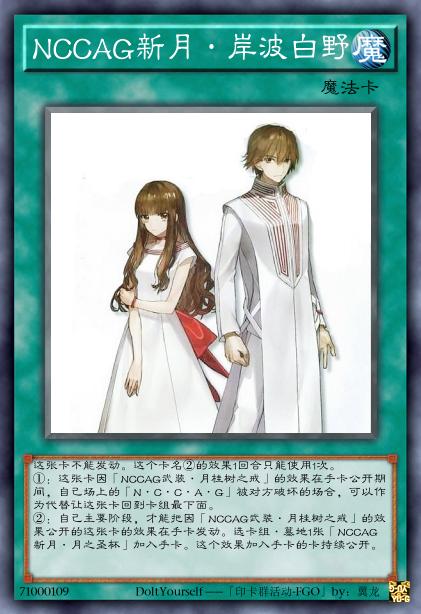 NCCAG新月・岸波白野
魔
魔法卡
这张卡不能发动。这个卡名②的效果1回合只能使用1次。
①：这张卡因「NCCAG武装・月桂树之戒」的效果在手卡公开期
间，自己场上的「N・C・C・A・G」被对方破坏的场合，可以作
为代替让这张卡回到卡组最下面。
②：自己主要阶段，才能把因「NCCAG武装・月桂树之戒」的效
果公开的这张卡的效果在手卡发动。选卡组・墓地1张「NCCAG
新月・月之圣杯」加入手卡。这个效果加入手卡的卡持续公开。
71000109
DoItYourself ——「印卡群活动-FGO」by：翼龙